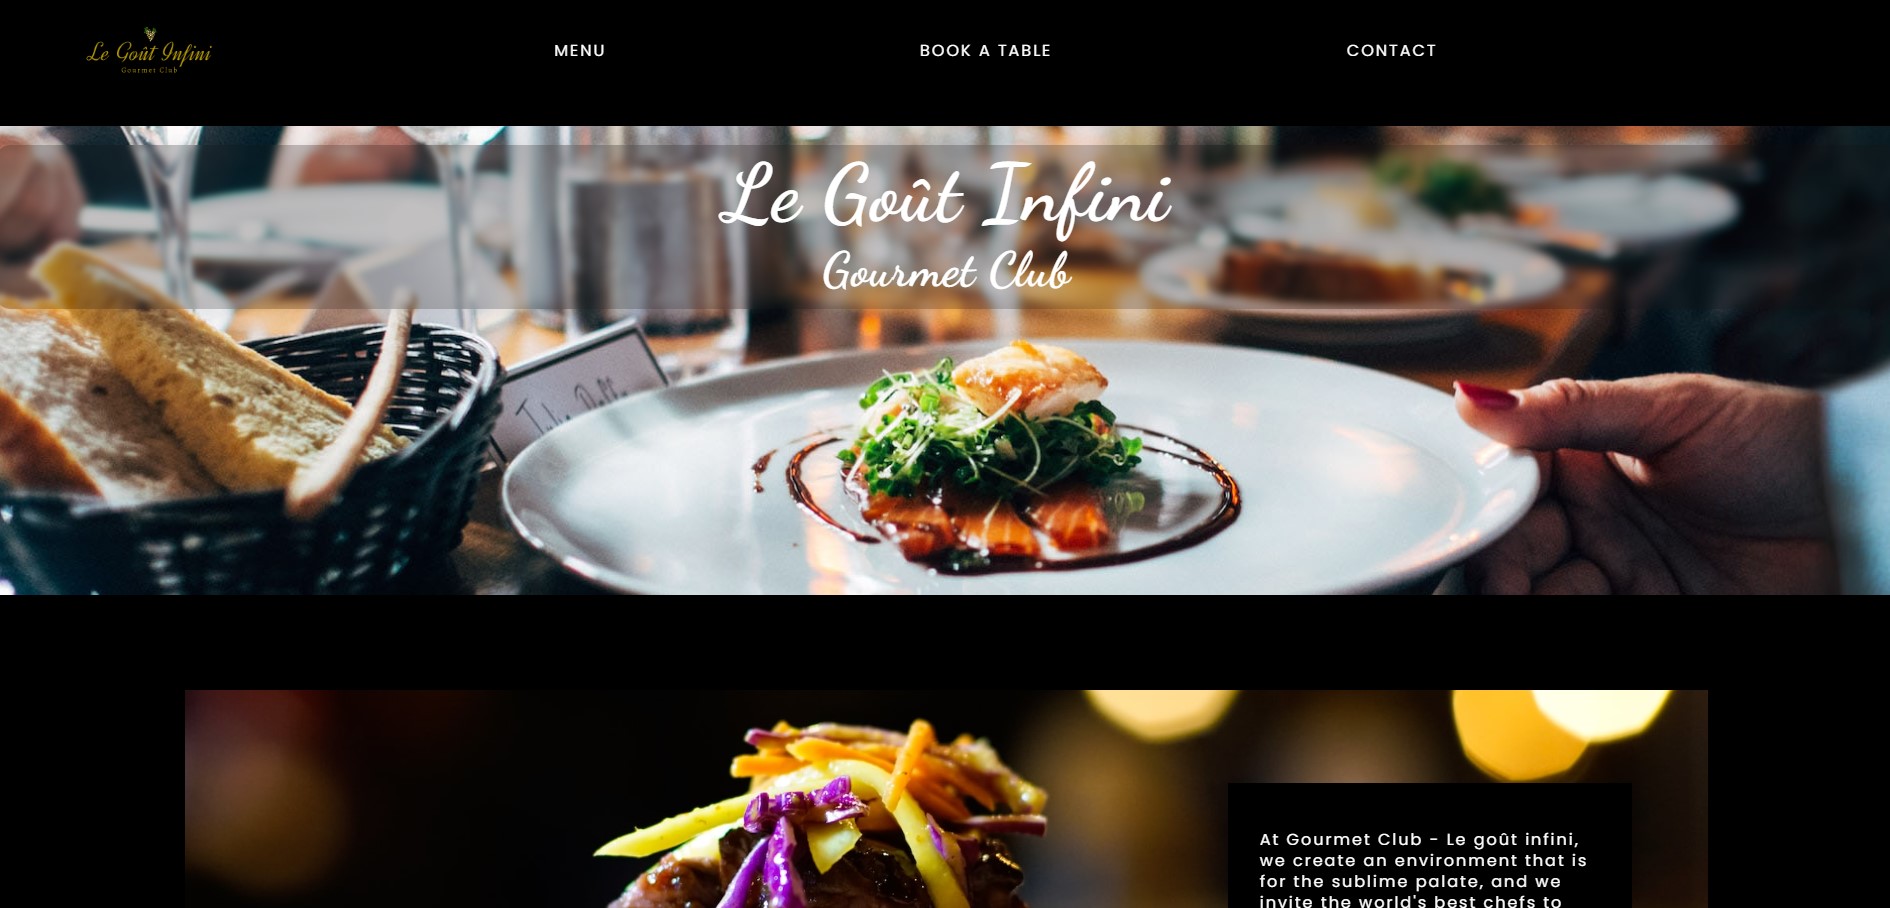 Le Goût Infini
Gourmet Club
MENU
BOOK A TABLE
CONTACT
Le Goût Infini
Gourmet Club
At Gourmet Club - Le goût infini,
we create an environment that is
for the sublime palate, and we
invite the world's best chefs to